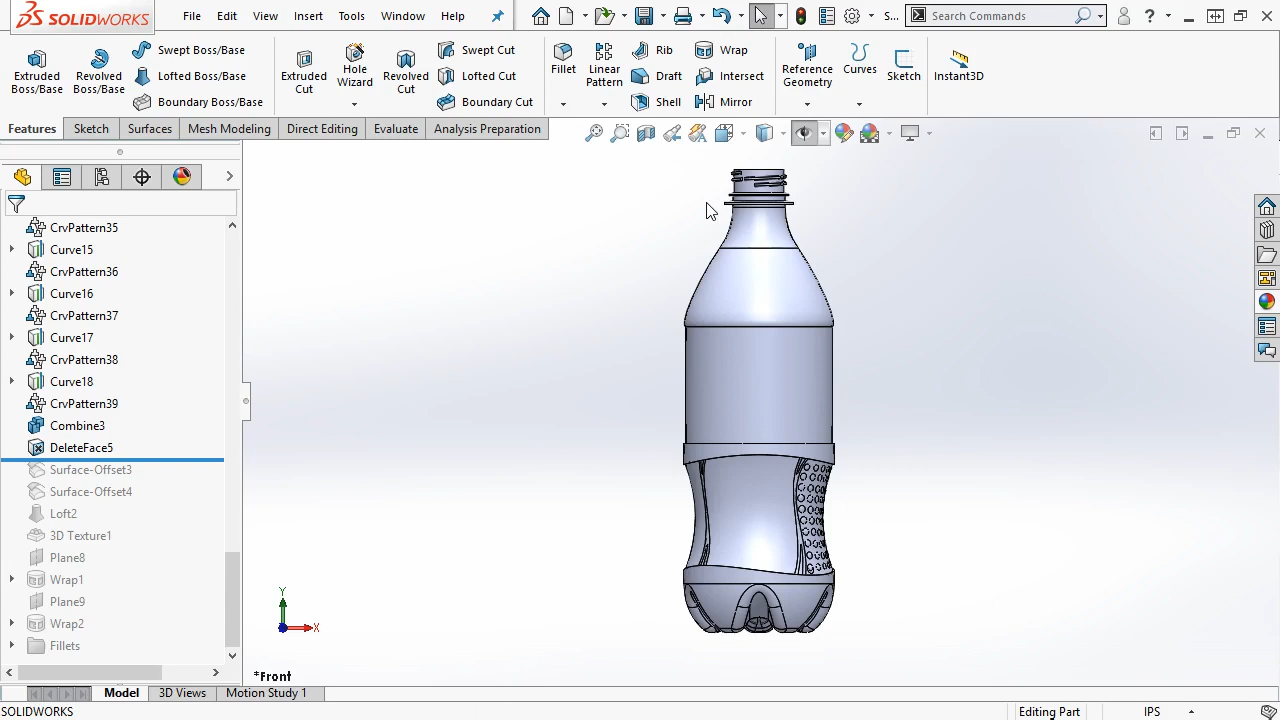 SOLIDWORKS
File Edit View Insert Tools Window Help
S...
Search Commands
Extruded Boss/Base
Revolved Boss/Base
Swept Boss/Base
Lofted Boss/Base
Boundary Boss/Base
Extruded Cut
Hole Wizard
Revolved Cut
Swept Cut
Lofted Cut
Boundary Cut
Fillet
Linear Pattern
Rib
Draft
Shell
Wrap
Intersect
Mirror
Reference Geometry
Curves
Sketch
Instant3D
Features Sketch Surfaces Mesh Modeling Direct Editing Evaluate Analysis Preparation
CrvPattern35
Curve15
CrvPattern36
Curve16
CrvPattern37
Curve17
CrvPattern38
Curve18
CrvPattern39
Combine3
DeleteFace5
Surface-Offset3
Surface-Offset4
Loft2
3D Texture1
Plane8
Wrap1
Plane9
Wrap2
Fillets
Y
X
*Front
Model 3D Views Motion Study 1
SOLIDWORKS
Editing Part
IPS